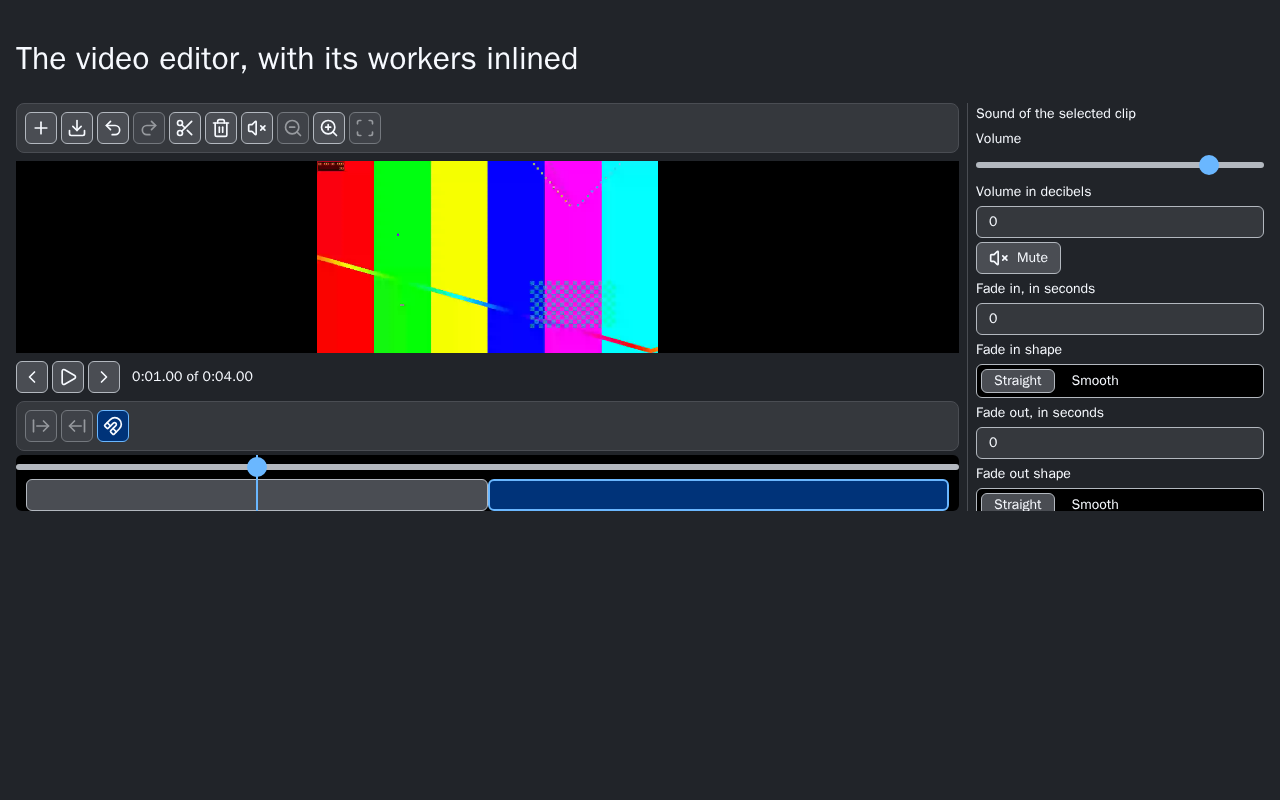 The video editor, with its workers inlined
Sound of the selected clip
Volume
Volume in decibels
0
Mute
Fade in, in seconds
0
Fade in shape
Straight Smooth
Fade out, in seconds
0
Fade out shape
Straight Smooth
0:01.00 of 0:04.00